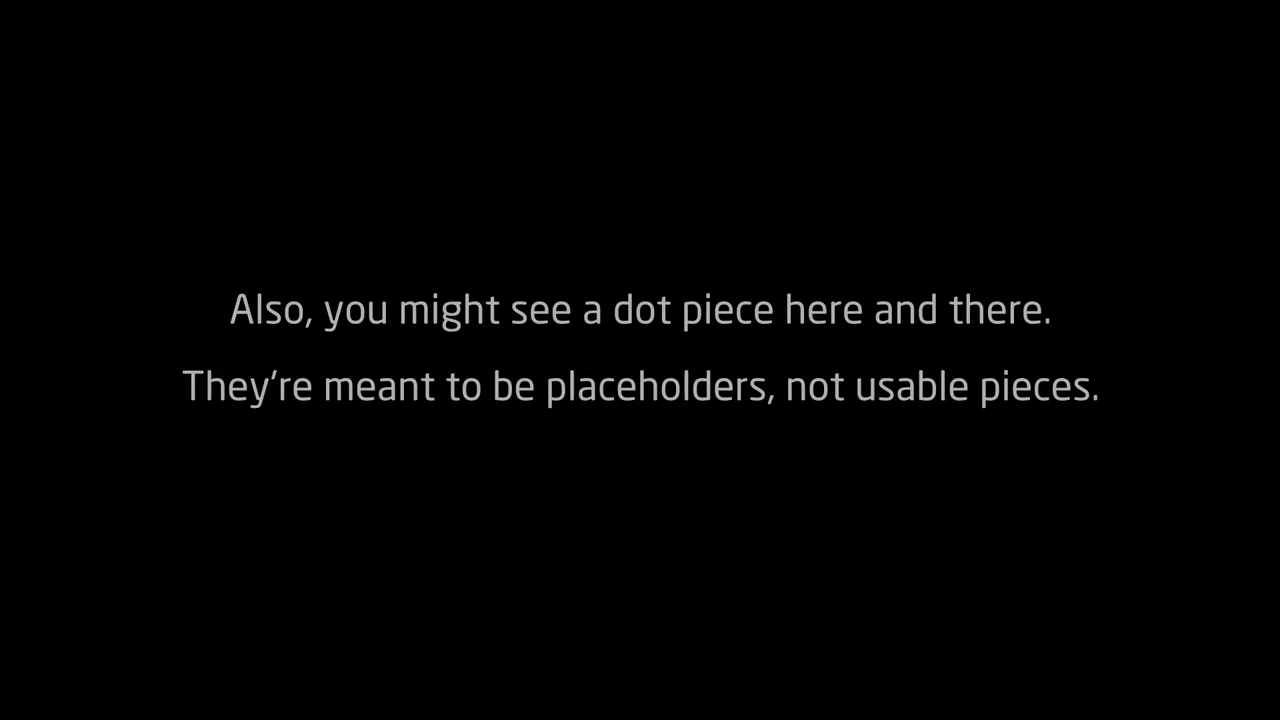 Also, you might see a dot piece here and there.
They’re meant to be placeholders, not usable pieces.